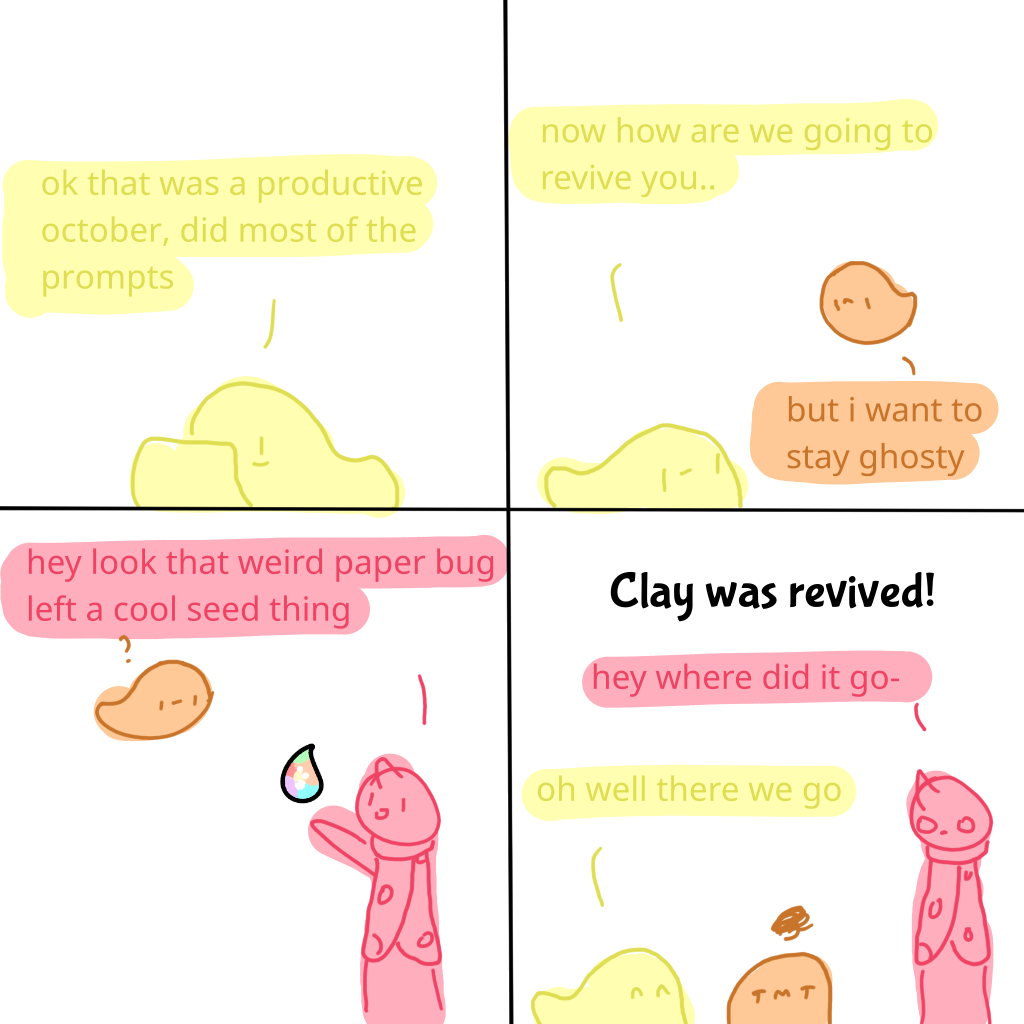 ok that was a productive
october, did most of the
prompts
now how are we going to
revive you..
but i want to
stay ghosty
hey look that weird paper bug
left a cool seed thing
?
Clay was revived!
hey where did it go-
oh well there we go